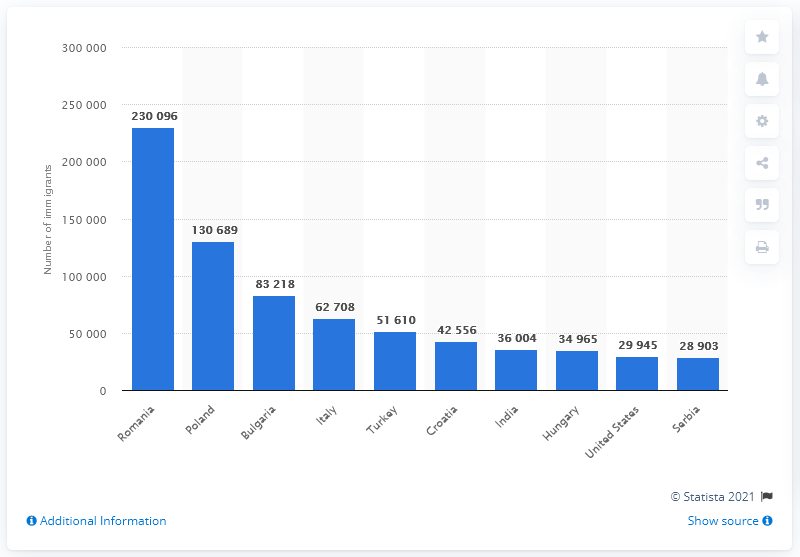 300 000
250 000
200 000
150 000
100 000
50 000
0
Number of immigrants
230 096
130 689
83 218
62 708
51 610
42 556
36 004
34 965
29 945
28 903
Romania
Poland
Bulgaria
Italy
Turkey
Croatia
India
Hungary
United States
Serbia
© Statista 2021
Additional Information
Show source